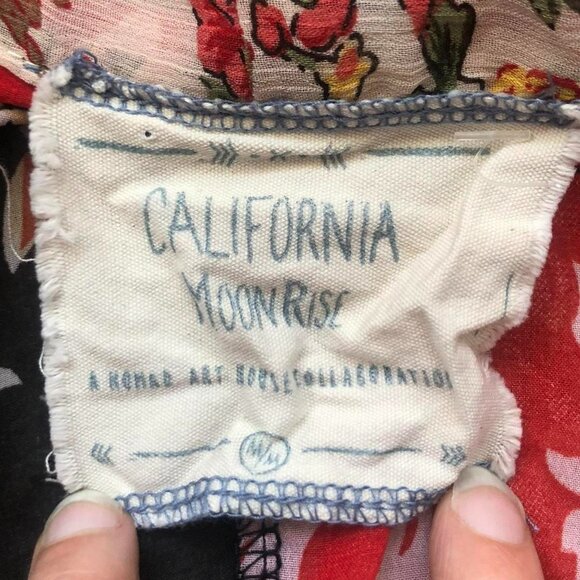 CALIFORNIA
MOONRISE
A NOMAD ART HOUSE COLLABORATION